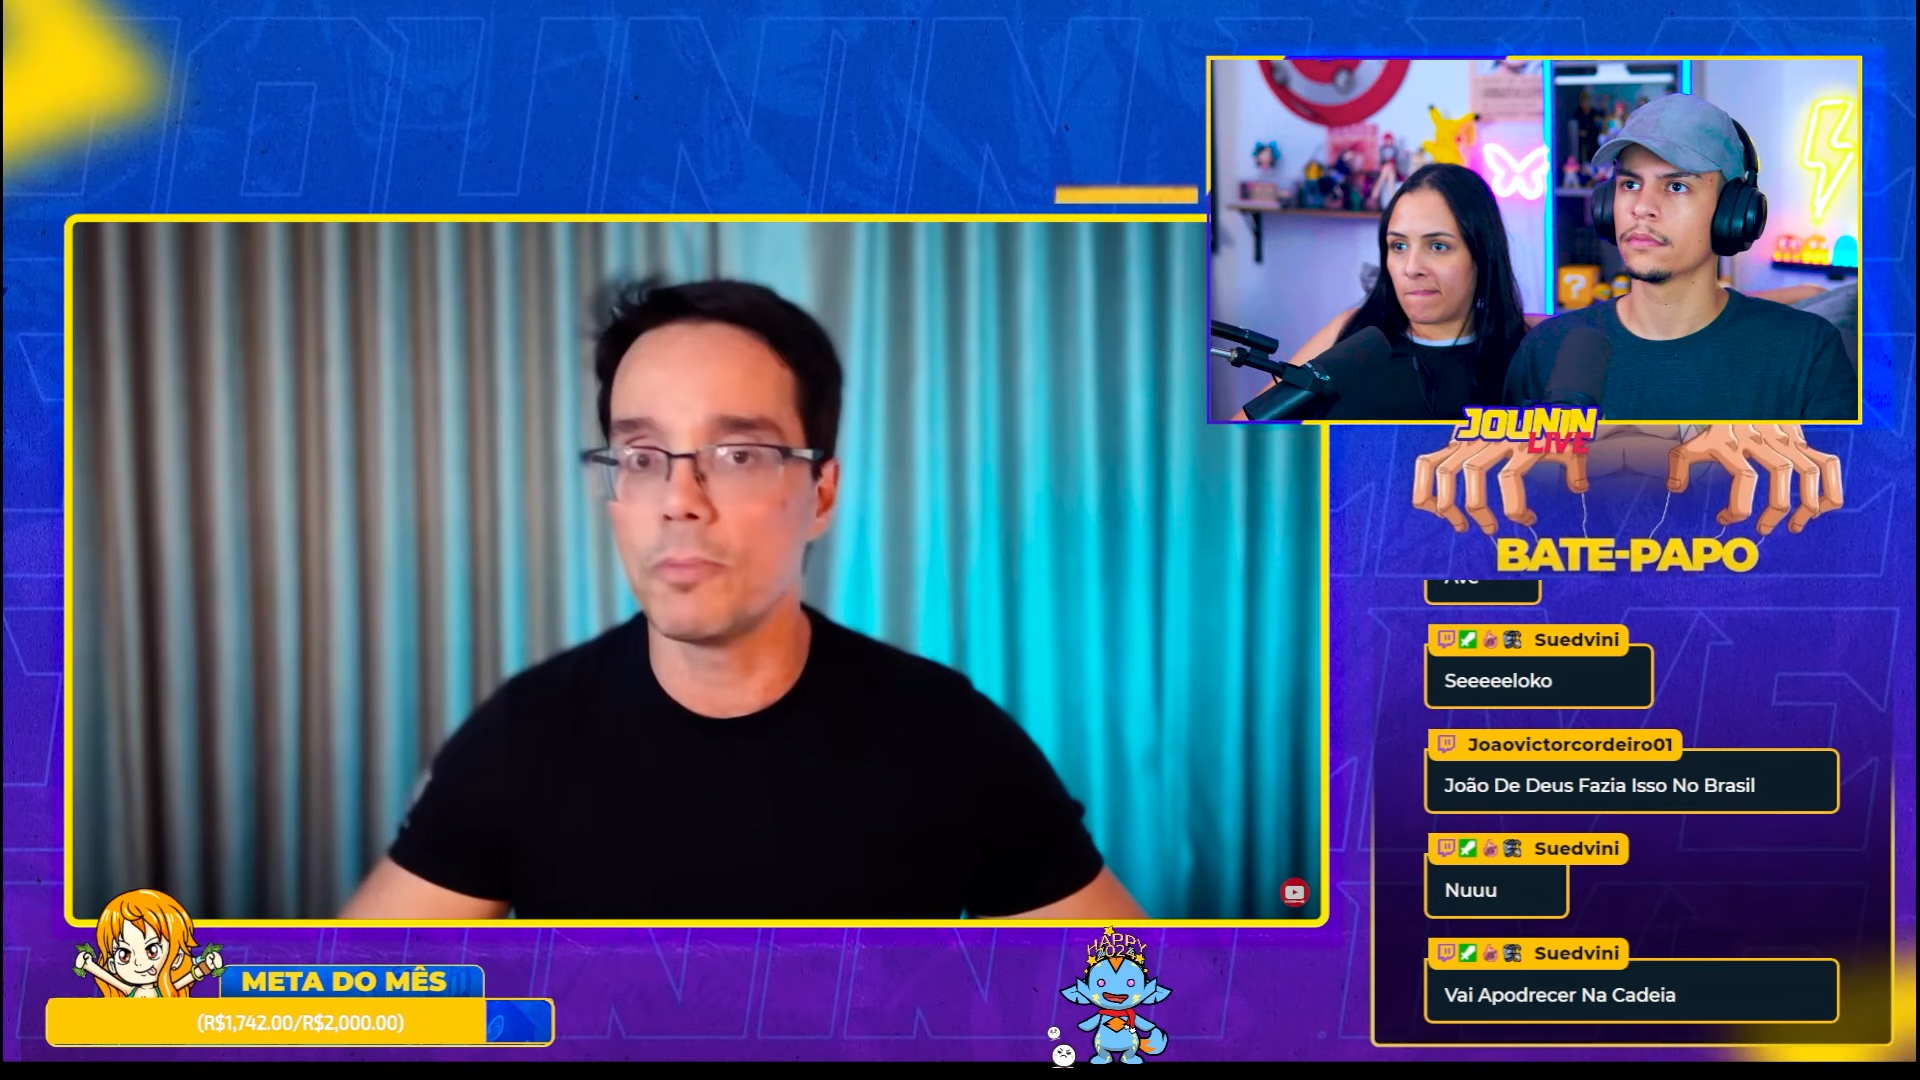 HAPPY
2024
JOUNIN
LIVE
BATE-PAPO
Suedvini
Seeeeeloko
Joaovictorcordeiro01
João De Deus Fazia Isso No Brasil
Suedvini
Nuuu
Suedvini
Vai Apodrecer Na Cadeia
META DO MÊS
(R$1,742.00/R$2,000.00)